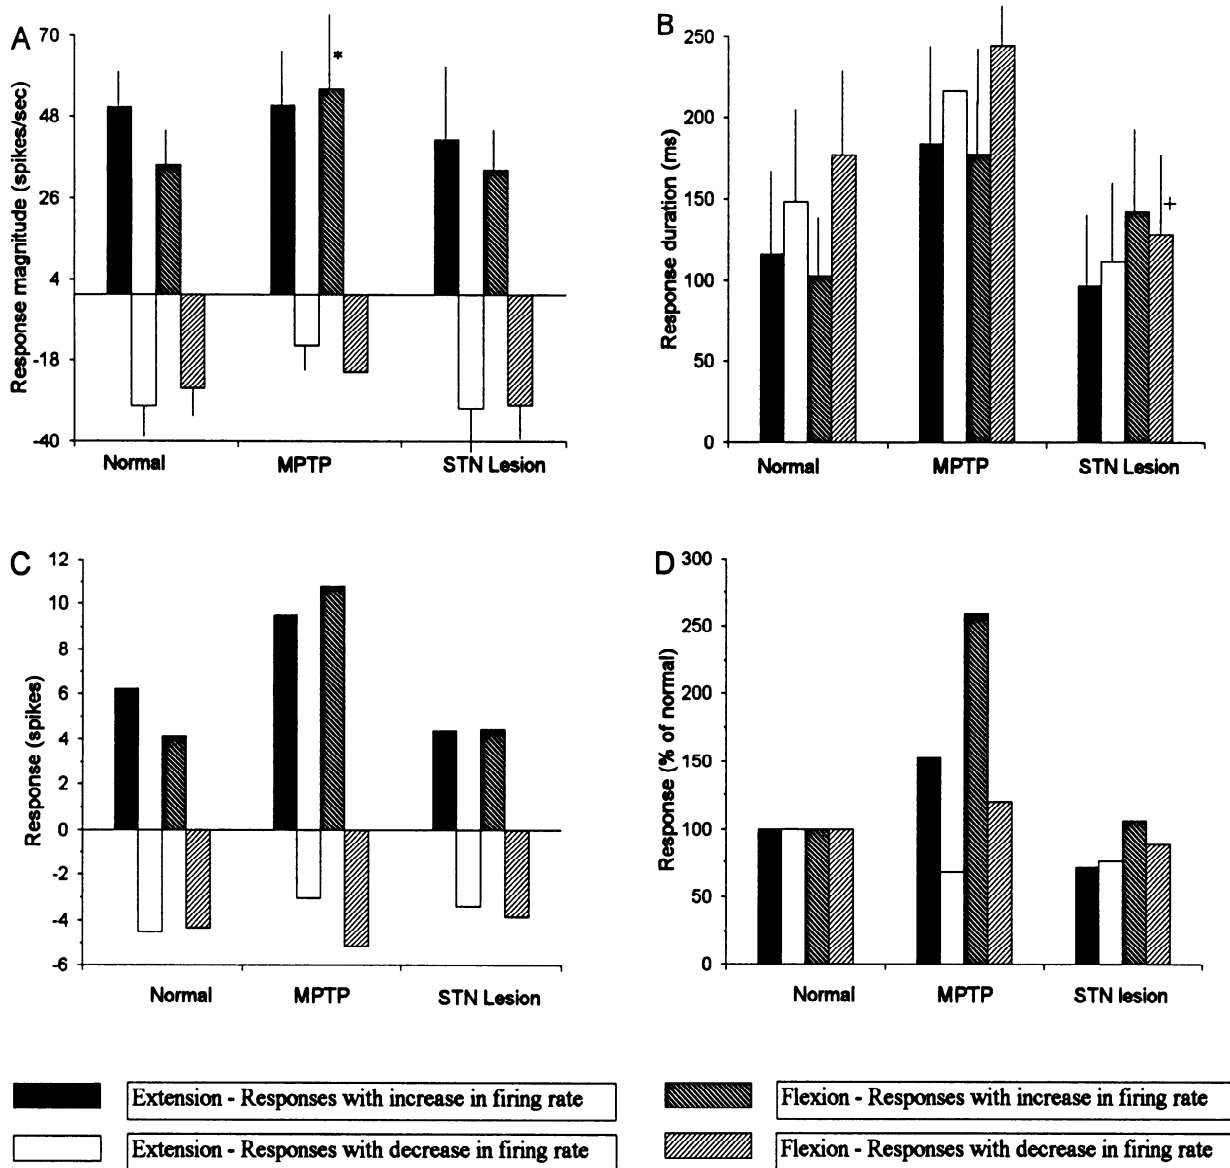 A
Response magnitude (spikes/sec)
70
48
26
4
-18
-40
*
Normal
MPTP
STN Lesion
B
Response duration (ms)
250
200
150
100
50
0
+
Normal
MPTP
STN Lesion
C
Response (spikes)
12
10
8
6
4
2
0
-2
-4
-6
Normal
MPTP
STN Lesion
D
Response (% of normal)
300
250
200
150
100
50
0
Normal
MPTP
STN lesion
Extension - Responses with increase in firing rate
Flexion - Responses with increase in firing rate
Extension - Responses with decrease in firing rate
Flexion - Responses with decrease in firing rate